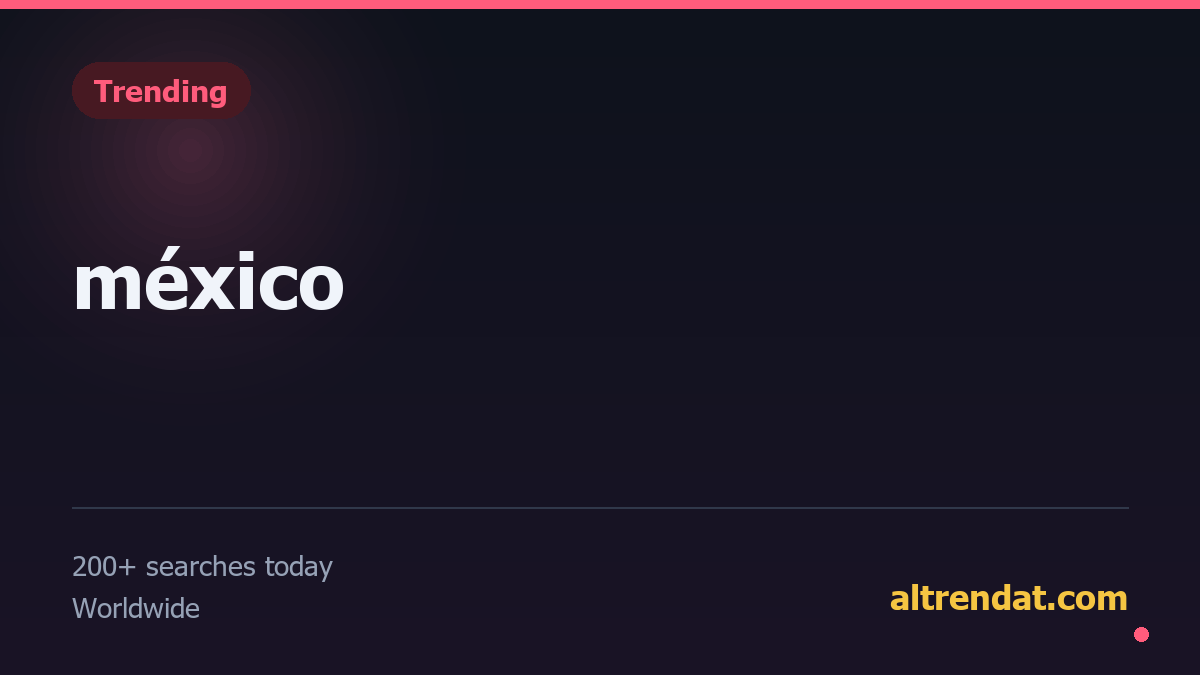 Trending
méxico
200+ searches today
Worldwide
altrendat.com